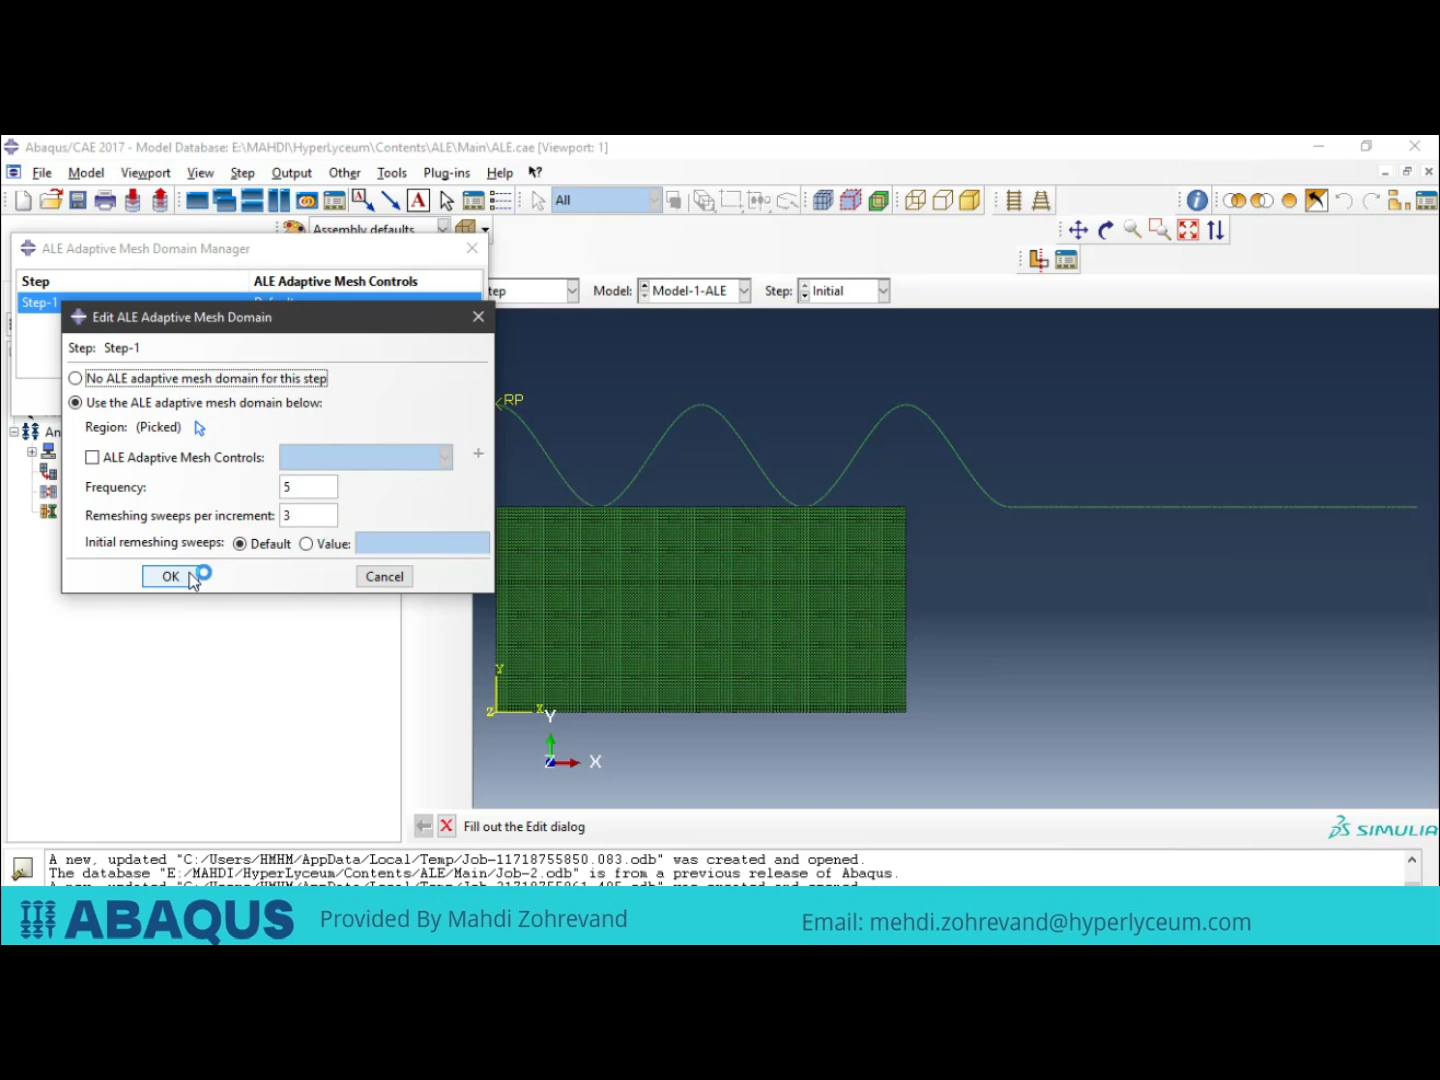 Abaqus/CAE 2017 - Model Database: E:\MAHDI\HyperLyceum\Contents\ALE\Main\ALE.cae [Viewport: 1]
File Model Viewport View Step Output Other Tools Plug-ins Help
A All
Assembly defaults
ALE Adaptive Mesh Domain Manager
Step ALE Adaptive Mesh Controls
Step-1
Model: Model-1-ALE Step: Initial
Edit ALE Adaptive Mesh Domain
Step: Step-1
No ALE adaptive mesh domain for this step
Use the ALE adaptive mesh domain below:
Region: (Picked)
ALE Adaptive Mesh Controls:
Frequency: 5
Remeshing sweeps per increment: 3
Initial remeshing sweeps: Default Value:
OK Cancel
RP
Y
Z X
Y
Z X
Fill out the Edit dialog
SIMULIA
A new, updated "C:/Users/HMHM/AppData/Local/Temp/Job-11718755850.083.odb" was created and opened.
The database "E:/MAHDI/HyperLyceum/Contents/ALE/Main/Job-2.odb" is from a previous release of Abaqus.
ABAQUS Provided By Mahdi Zohrevand Email: mehdi.zohrevand@hyperlyceum.com